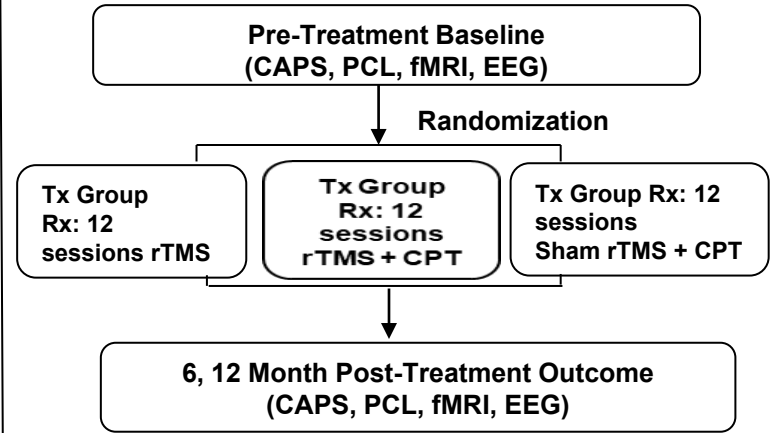 Pre-Treatment Baseline
(CAPS, PCL, fMRI, EEG)
Randomization
Tx Group
Rx: 12
sessions rTMS
Tx Group
Rx: 12
sessions
rTMS + CPT
Tx Group Rx: 12
sessions
Sham rTMS + CPT
6, 12 Month Post-Treatment Outcome
(CAPS, PCL, fMRI, EEG)